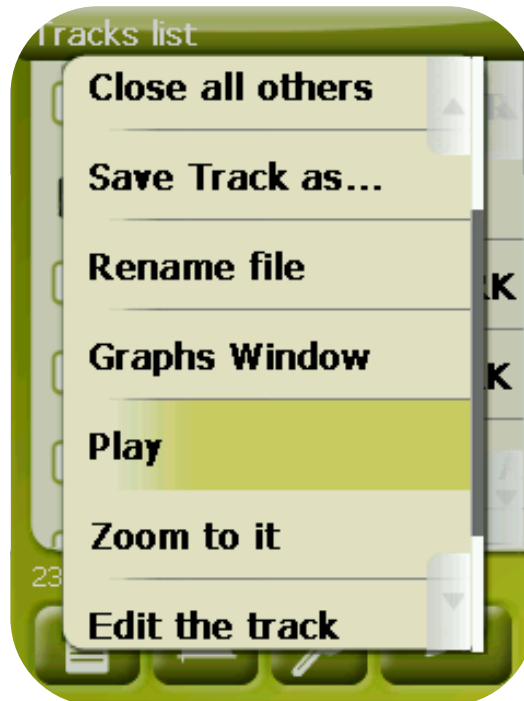 Tracks list
Close all others
Save Track as...
Rename file
RK
Graphs Window
K
Play
Zoom to it
23
Edit the track